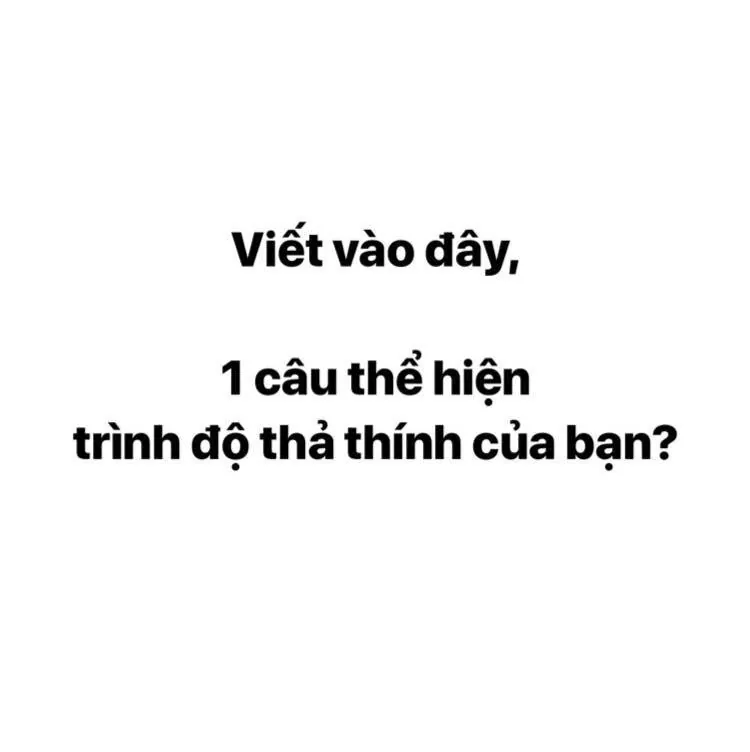 Viết vào đây,
1 câu thể hiện
trình độ thả thính của bạn?